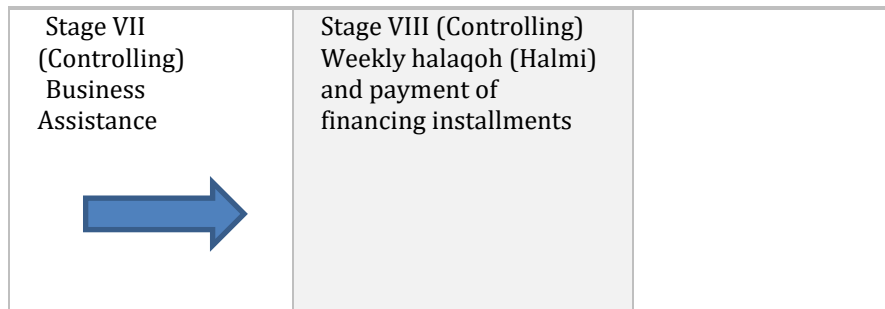 Stage VII
(Controlling)
Business
Assistance
Stage VIII (Controlling)
Weekly halaqoh (Halmi)
and payment of
financing installments